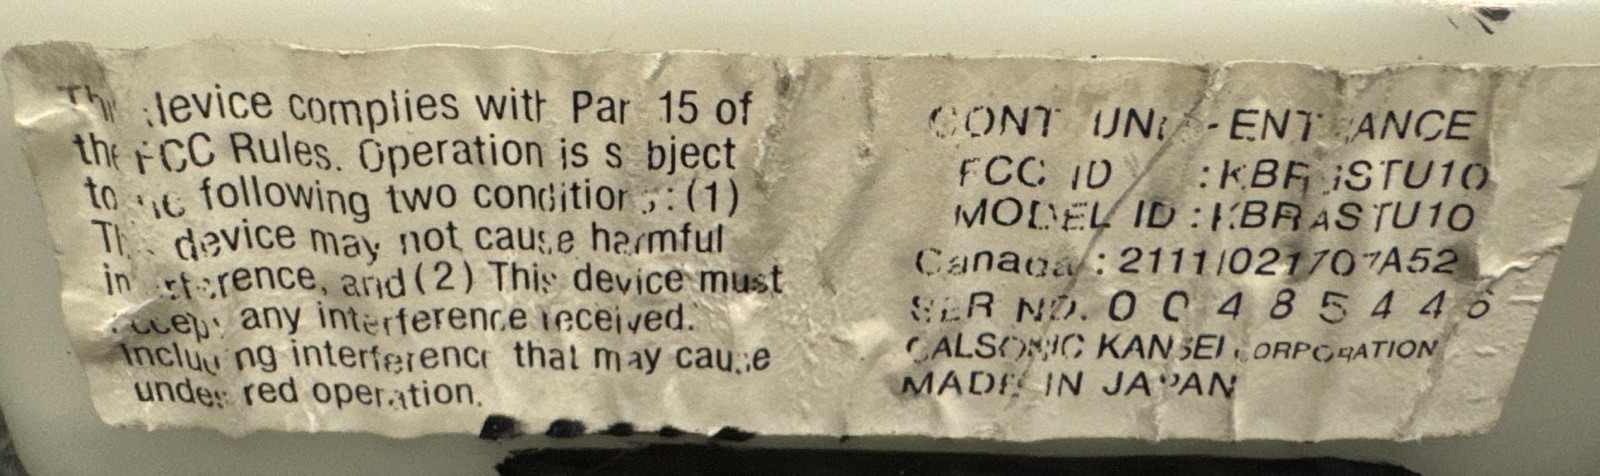 This device complies with Part 15 of
the FCC Rules. Operation is subject
to the following two conditions: (1)
This device may not cause harmful
interference, and (2) This device must
accept any interference received.
including interference that may cause
undesired operation.
CONT UNIT-ENTRANCE
FCC ID : KBRASTU10
MODEL ID : KBRASTU10
Canada : 21111021707A52
SER NO. 0 0 4 8 5 4 4 6
CALSONIC KANSEI CORPORATION
MADE IN JAPAN